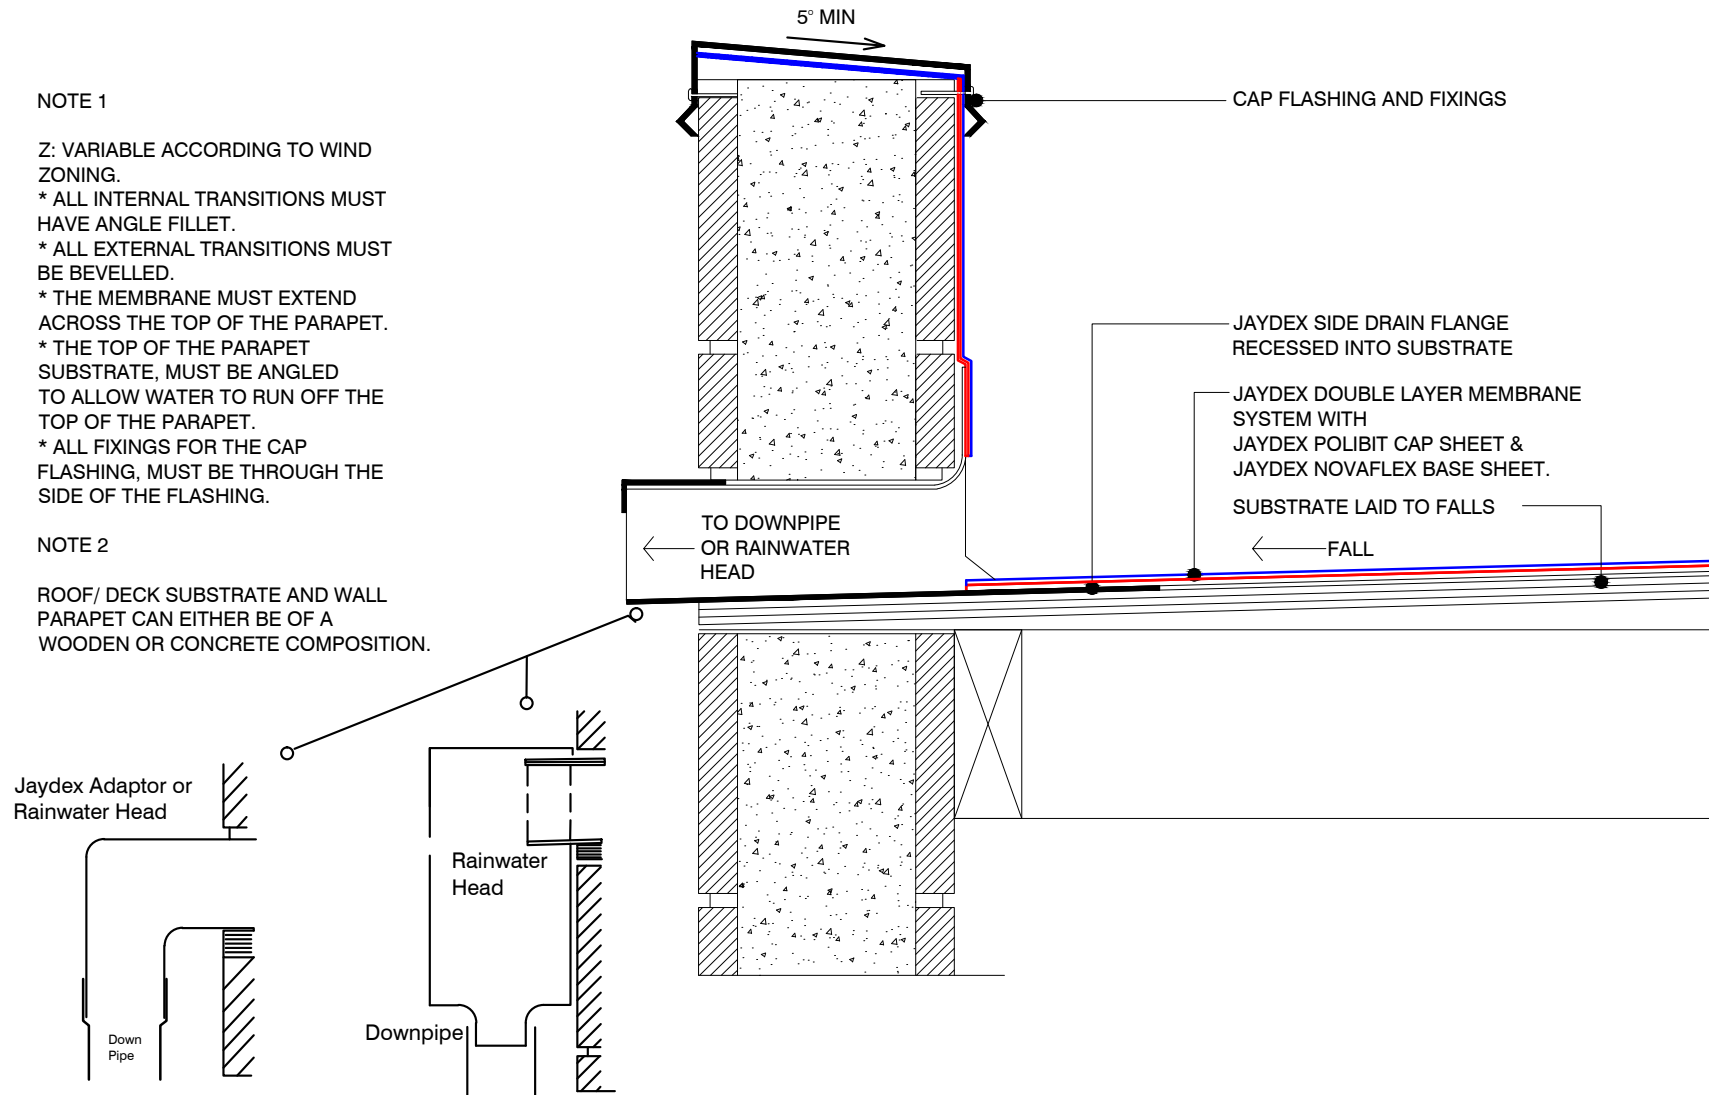 5° MIN
NOTE 1
Z: VARIABLE ACCORDING TO WIND
ZONING.
* ALL INTERNAL TRANSITIONS MUST
HAVE ANGLE FILLET.
* ALL EXTERNAL TRANSITIONS MUST
BE BEVELLED.
* THE MEMBRANE MUST EXTEND
ACROSS THE TOP OF THE PARAPET.
* THE TOP OF THE PARAPET
SUBSTRATE, MUST BE ANGLED
TO ALLOW WATER TO RUN OFF THE
TOP OF THE PARAPET.
* ALL FIXINGS FOR THE CAP
FLASHING, MUST BE THROUGH THE
SIDE OF THE FLASHING.
NOTE 2
ROOF/ DECK SUBSTRATE AND WALL
PARAPET CAN EITHER BE OF A
WOODEN OR CONCRETE COMPOSITION.
CAP FLASHING AND FIXINGS
JAYDEX SIDE DRAIN FLANGE
RECESSED INTO SUBSTRATE
JAYDEX DOUBLE LAYER MEMBRANE
SYSTEM WITH
JAYDEX POLIBIT CAP SHEET &
JAYDEX NOVAFLEX BASE SHEET.
SUBSTRATE LAID TO FALLS
FALL
TO DOWNPIPE
OR RAINWATER
HEAD
Jaydex Adaptor or
Rainwater Head
Down
Pipe
Rainwater
Head
Downpipe